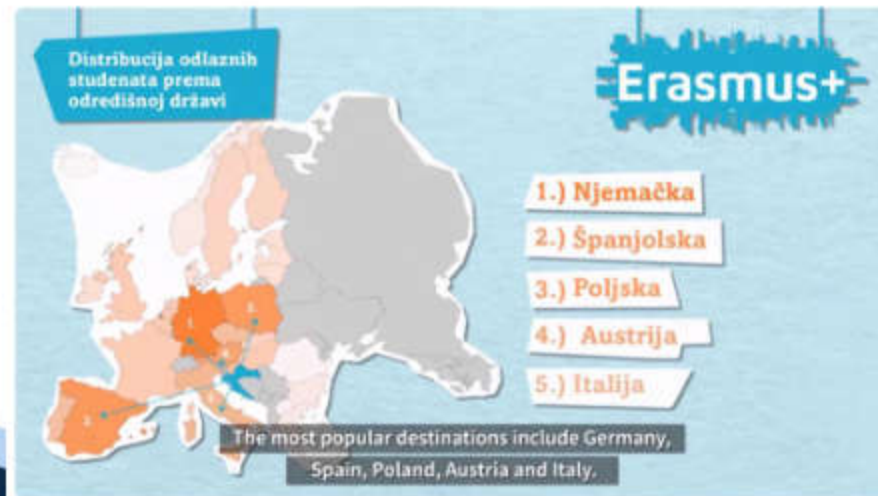 Distribucija odlaznih
studenata prema
odredišnoj državi
Erasmus+
1.) Njemačka
2.) Španjolska
3.) Poljska
4.) Austrija
5.) Italija
The most popular destinations include Germany,
Spain, Poland, Austria and Italy.